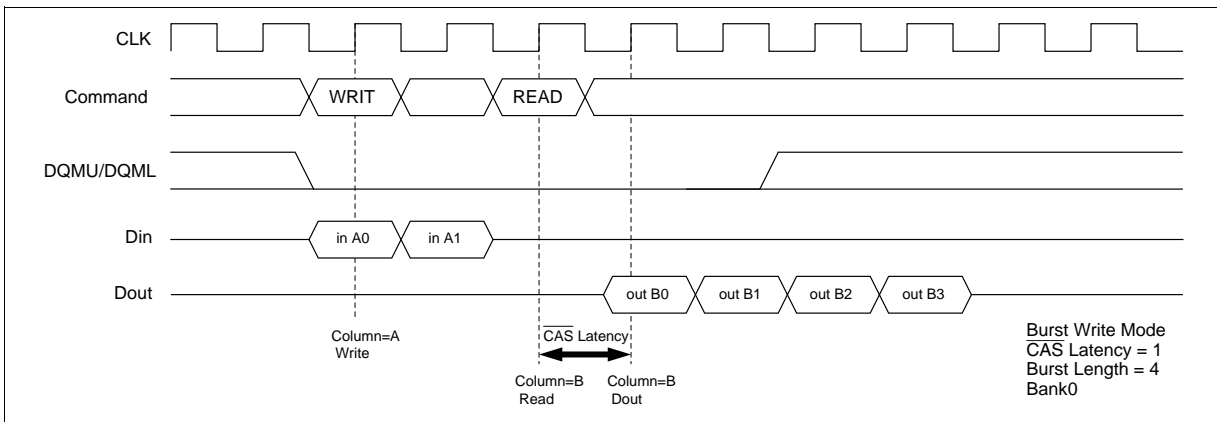 CLK
Command
WRIT
READ
DQMU/DQML
Din
in A0
in A1
Dout
out B0
out B1
out B2
out B3
Column=A
Write
CAS Latency
Column=B
Read
Column=B
Dout
Burst Write Mode
CAS Latency = 1
Burst Length = 4
Bank0